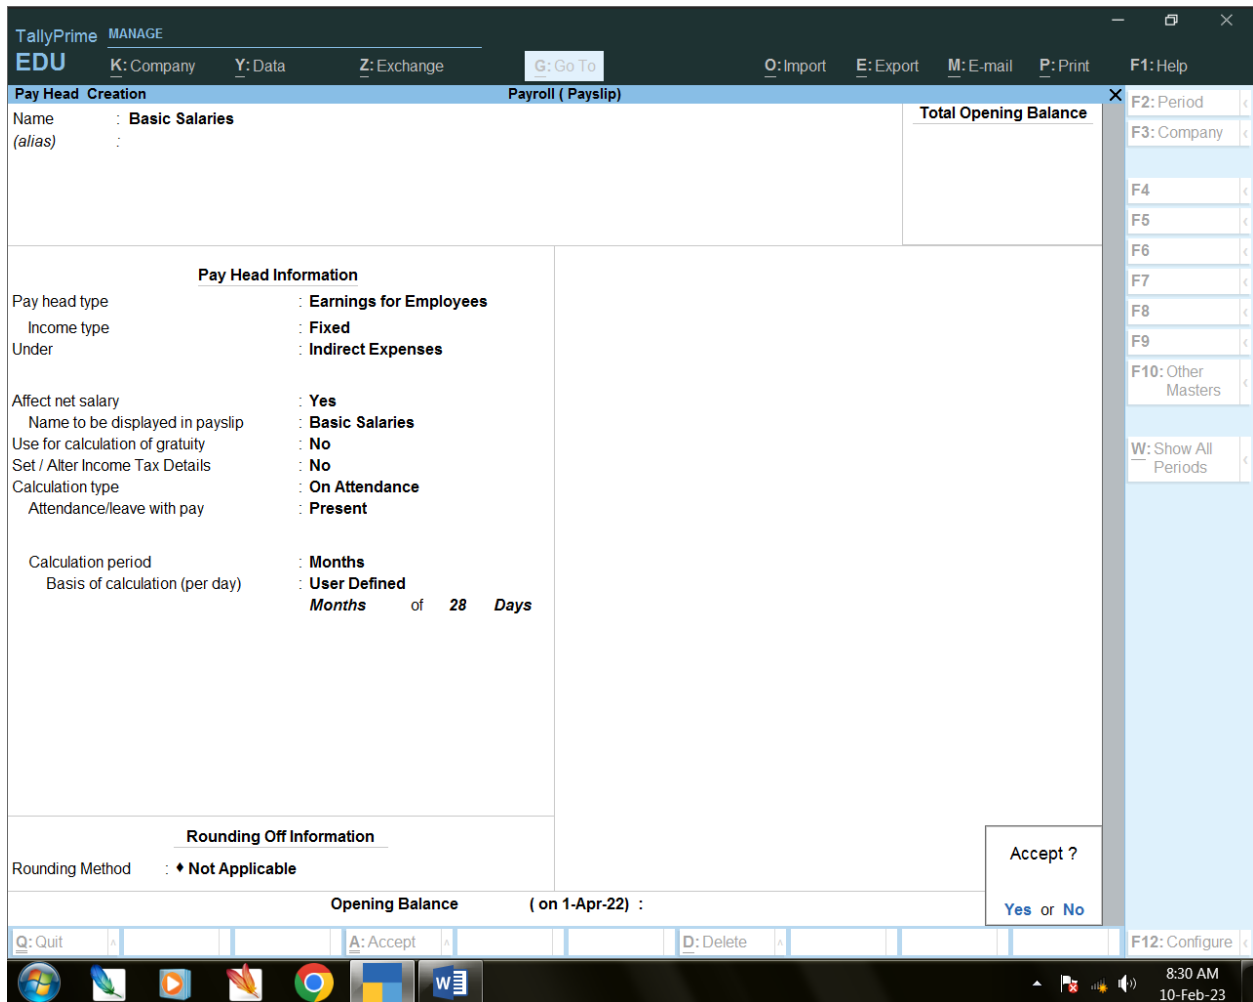 TallyPrime MANAGE
EDU K: Company Y: Data Z: Exchange G: Go To O: Import E: Export M: E-mail P: Print F1: Help
Pay Head Creation Payroll ( Payslip)
Name : Basic Salaries
(alias) :
Total Opening Balance
Pay Head Information
Pay head type : Earnings for Employees
Income type : Fixed
Under : Indirect Expenses
Affect net salary : Yes
Name to be displayed in payslip : Basic Salaries
Use for calculation of gratuity : No
Set / Alter Income Tax Details : No
Calculation type : On Attendance
Attendance/leave with pay : Present
Calculation period : Months
Basis of calculation (per day) : User Defined
Months of 28 Days
Rounding Off Information
Rounding Method : ♦ Not Applicable
Opening Balance ( on 1-Apr-22) :
Accept ?
Yes or No
F2: Period
F3: Company
F4
F5
F6
F7
F8
F9
F10: Other
Masters
W: Show All
Periods
Q: Quit A: Accept D: Delete F12: Configure
W
8:30 AM
10-Feb-23